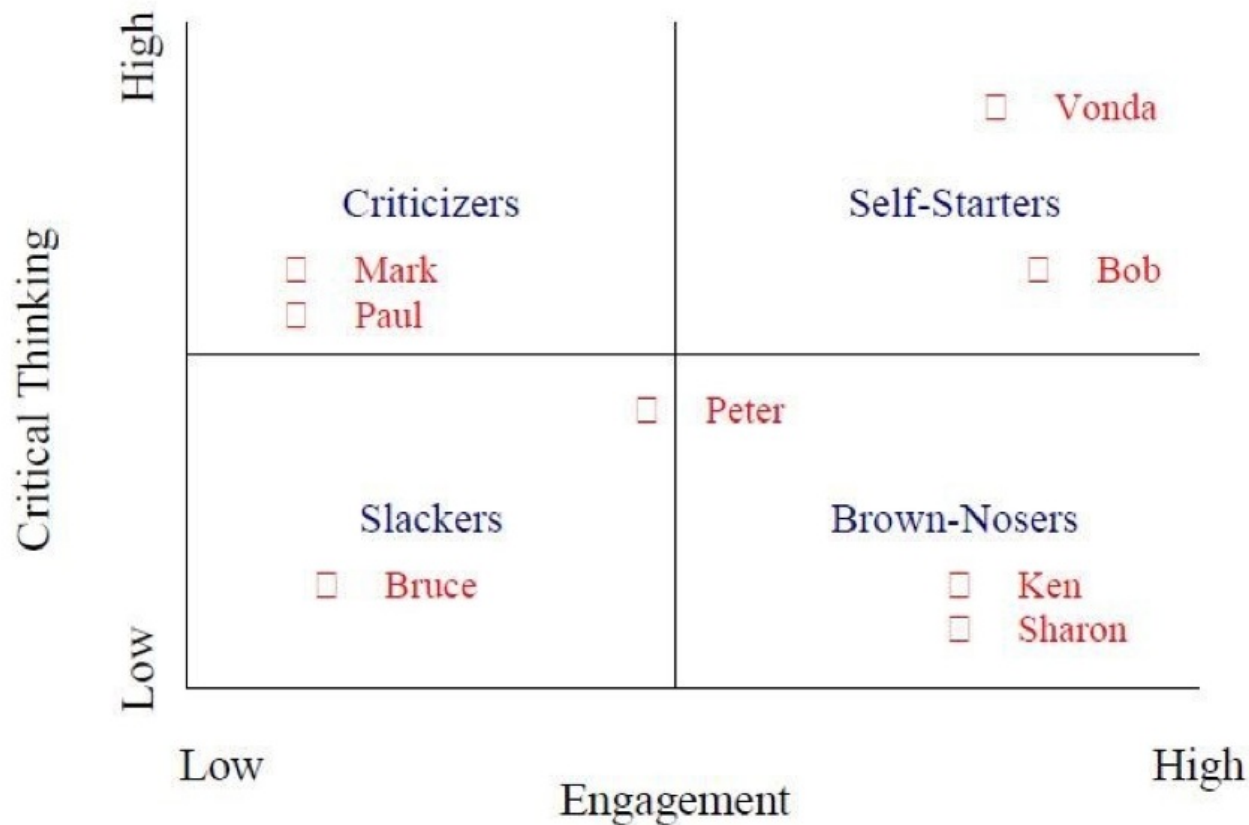 High
Vonda
Criticizers
Self-Starters
Mark
Bob
Paul
Critical Thinking
Peter
Slackers
Brown-Nosers
Bruce
Ken
Sharon
Low
Low
High
Engagement